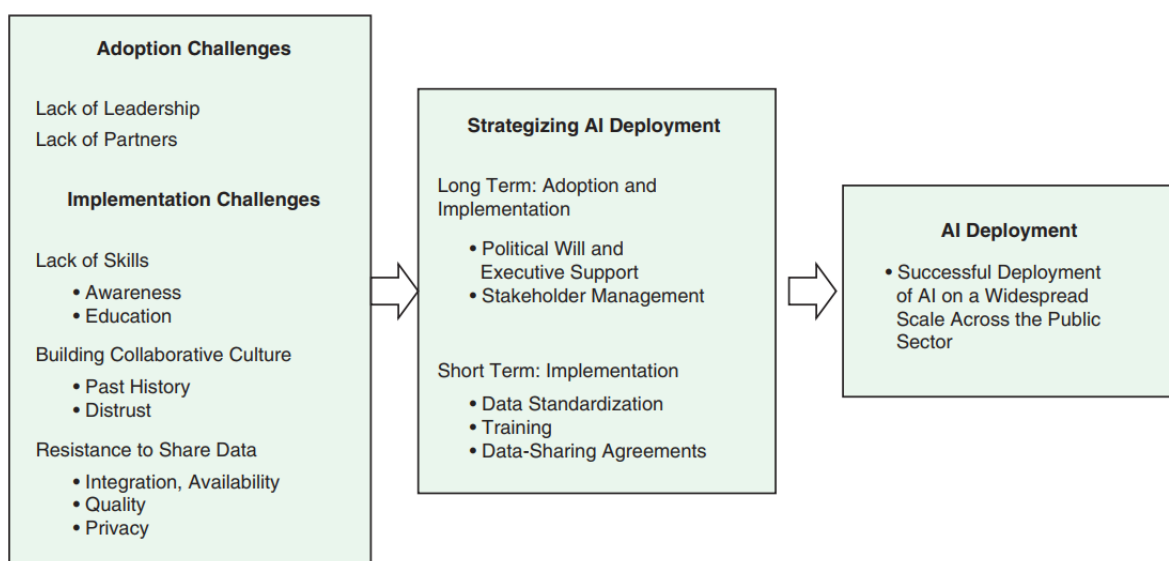 Adoption Challenges
Lack of Leadership
Lack of Partners
Implementation Challenges
Lack of Skills
• Awareness
• Education
Building Collaborative Culture
• Past History
• Distrust
Resistance to Share Data
• Integration, Availability
• Quality
• Privacy
Strategizing AI Deployment
Long Term: Adoption and
Implementation
• Political Will and
Executive Support
• Stakeholder Management
Short Term: Implementation
• Data Standardization
• Training
• Data-Sharing Agreements
AI Deployment
• Successful Deployment
of AI on a Widespread
Scale Across the Public
Sector